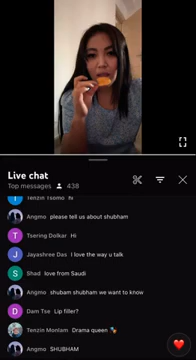 Live chat
Top messages 438
Tenzin Tsomo hi
Angmo please tell us about shubham
T Tsering Dolkar Hi
J Jayashree Das I love the way u talk
S Shad love from Saudi
Angmo shubam shubham we want to know
D Dam Tse Lip filler?
Tenzin Monlam Drama queen
Angmo SHUBHAM